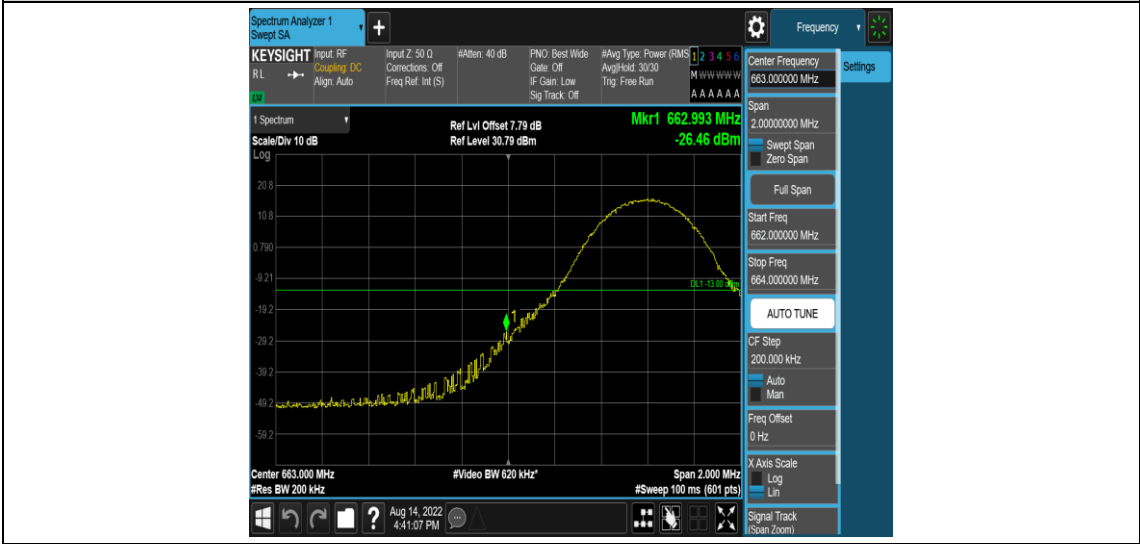 Spectrum Analyzer 1
Swept SA
+
Frequency
KEYSIGHT
RL
Input: RF
Coupling: DC
Align: Auto
Input Z: 50 Ω
Corrections: Off
Freq Ref: Int (S)
#Atten: 40 dB
PNO: Best Wide
Gate: Off
IF Gain: Low
Sig Track: Off
#Avg Type: Power (RMS
Avg|Hold: 30/30
Trig: Free Run
1 2 3 4 5 6
M W W W W W
A A A A A A
1 Spectrum
Scale/Div 10 dB
Log
Ref Lvl Offset 7.79 dB
Ref Level 30.79 dBm
Mkr1 662.993 MHz
-26.46 dBm
20.8
10.8
0.790
-9.21
-19.2
-29.2
-39.2
-49.2
-59.2
DL1 -13.00 dBm
1
Center 663.000 MHz
#Res BW 200 kHz
#Video BW 620 kHz*
Span 2.000 MHz
#Sweep 100 ms (601 pts)
Center Frequency
663.000000 MHz
Settings
Span
2.00000000 MHz
Swept Span
Zero Span
Full Span
Start Freq
662.000000 MHz
Stop Freq
664.000000 MHz
AUTO TUNE
CF Step
200.000 kHz
Auto
Man
Freq Offset
0 Hz
X Axis Scale
Log
Lin
Signal Track
(Span Zoom)
?
Aug 14, 2022
4:41:07 PM